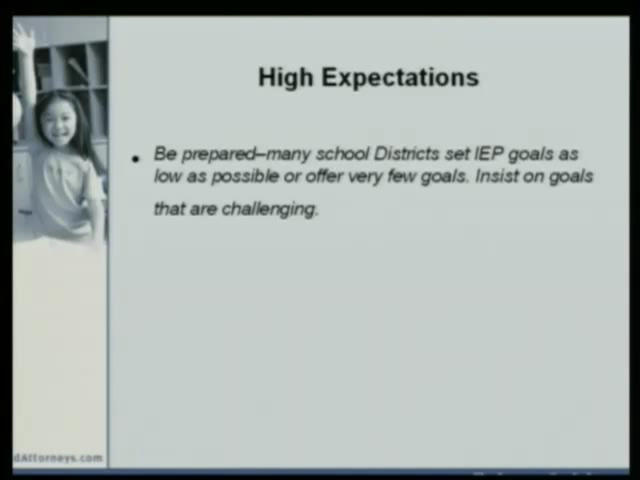 High Expectations
• Be prepared–many school Districts set IEP goals as
low as possible or offer very few goals. Insist on goals
that are challenging.
dAttorneys.com